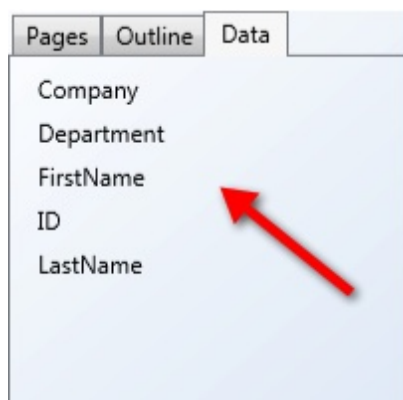 Pages Outline Data
Company
Department
FirstName
ID
LastName